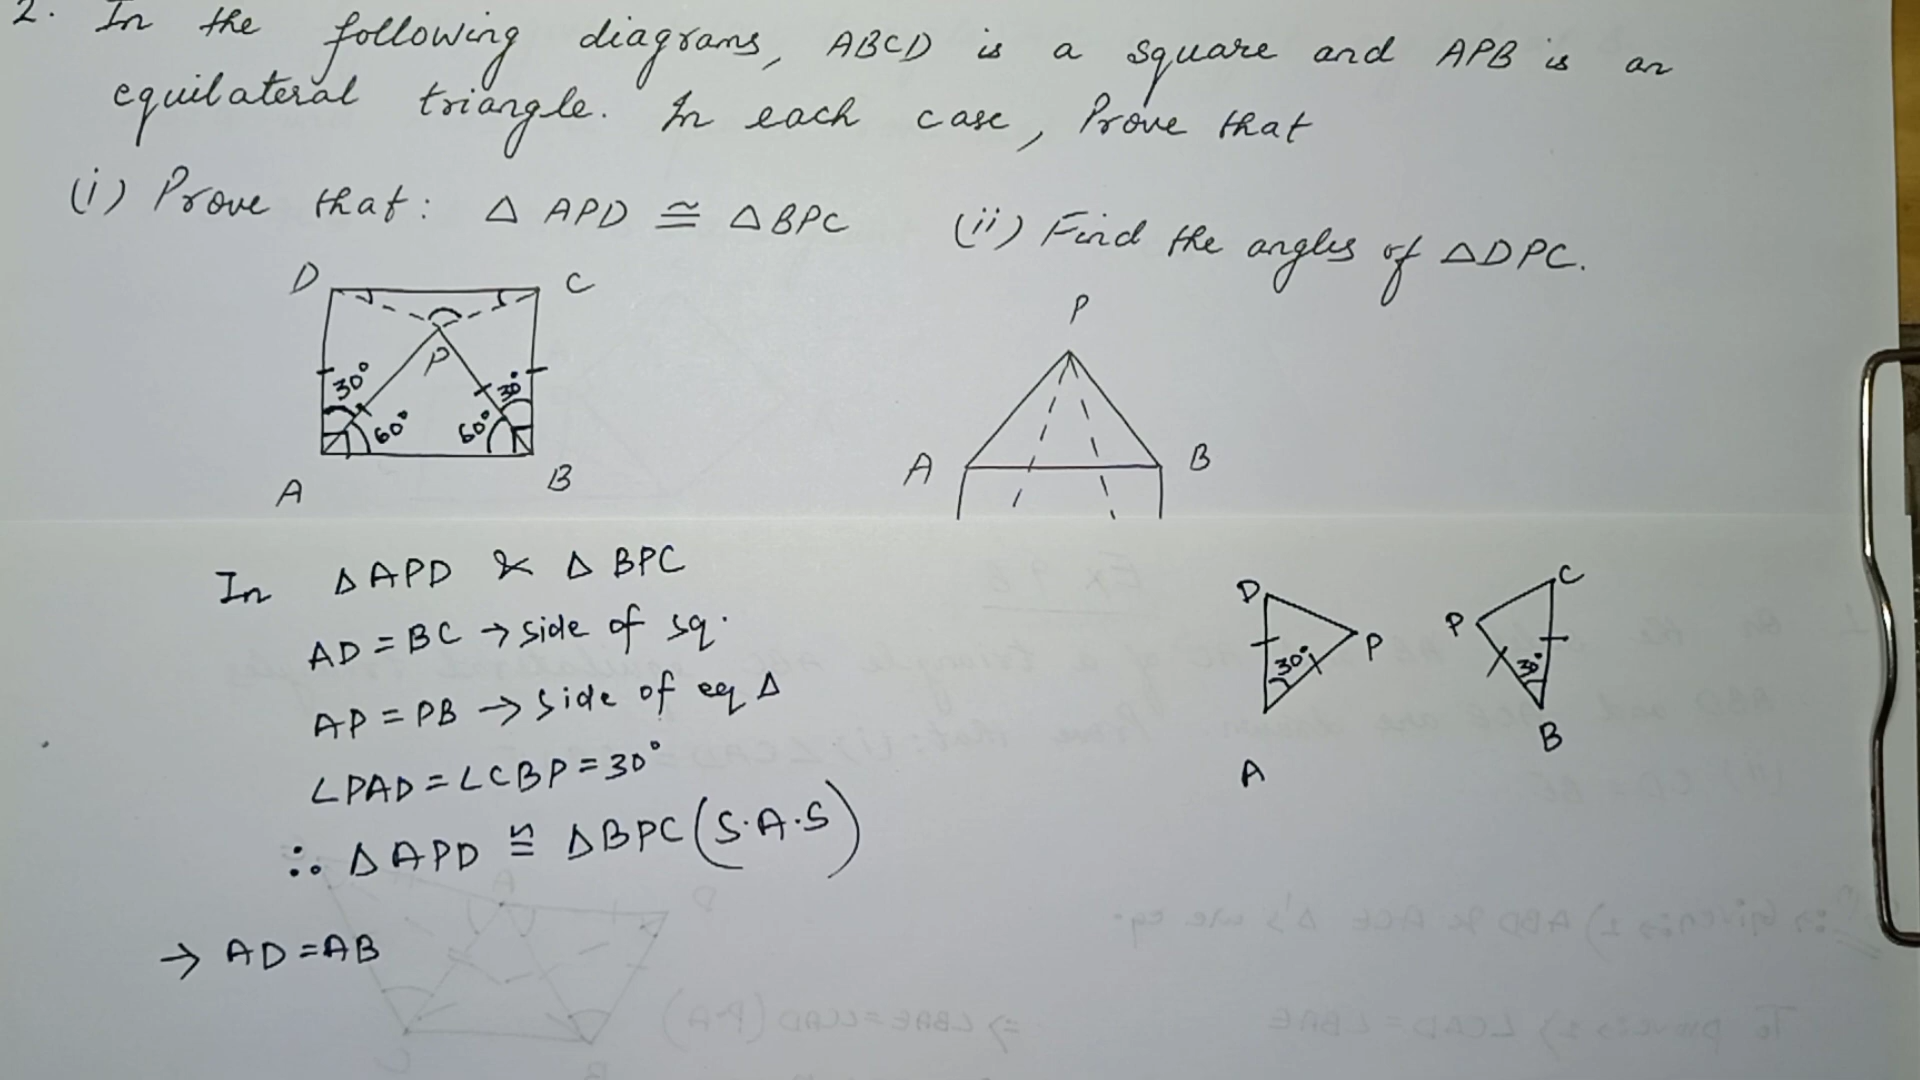 2. In the following diagrams, ABCD is a square and APB is an
equilateral triangle. In each case, Prove that
(i) Prove that: △ APD ≅ △ BPC (ii) Find the angles of △DPC.
D C
P
30° 30°
60° 60°
A B
P
A B
In △ APD & △ BPC
AD = BC → side of sq.
AP = PB → side of eq △
∠PAD = ∠CBP = 30°
∴ △ APD ≅ △ BPC (S.A.S)
→ AD = AB
D P
30°
A
P C
30°
B